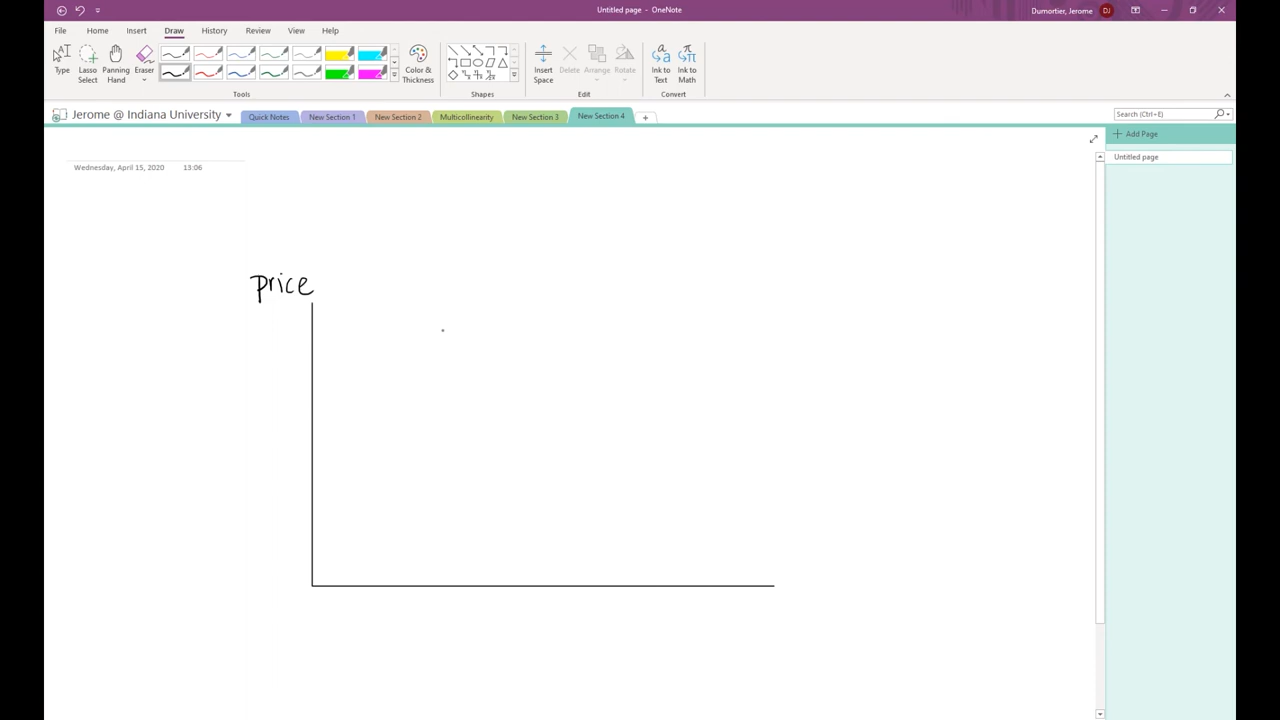 Untitled page - OneNote
Dumortier, Jerome DJ
File Home Insert Draw History Review View Help
Type
Lasso Select
Panning Hand
Eraser
Color & Thickness
Insert Space
Delete
Arrange
Rotate
Ink to Text
Ink to Math
Tools
Shapes
Edit
Convert
Jerome @ Indiana University
Quick Notes
New Section 1
New Section 2
Multicollinearity
New Section 3
New Section 4
Search (Ctrl+E)
Add Page
Untitled page
Wednesday, April 15, 2020 13:06
price